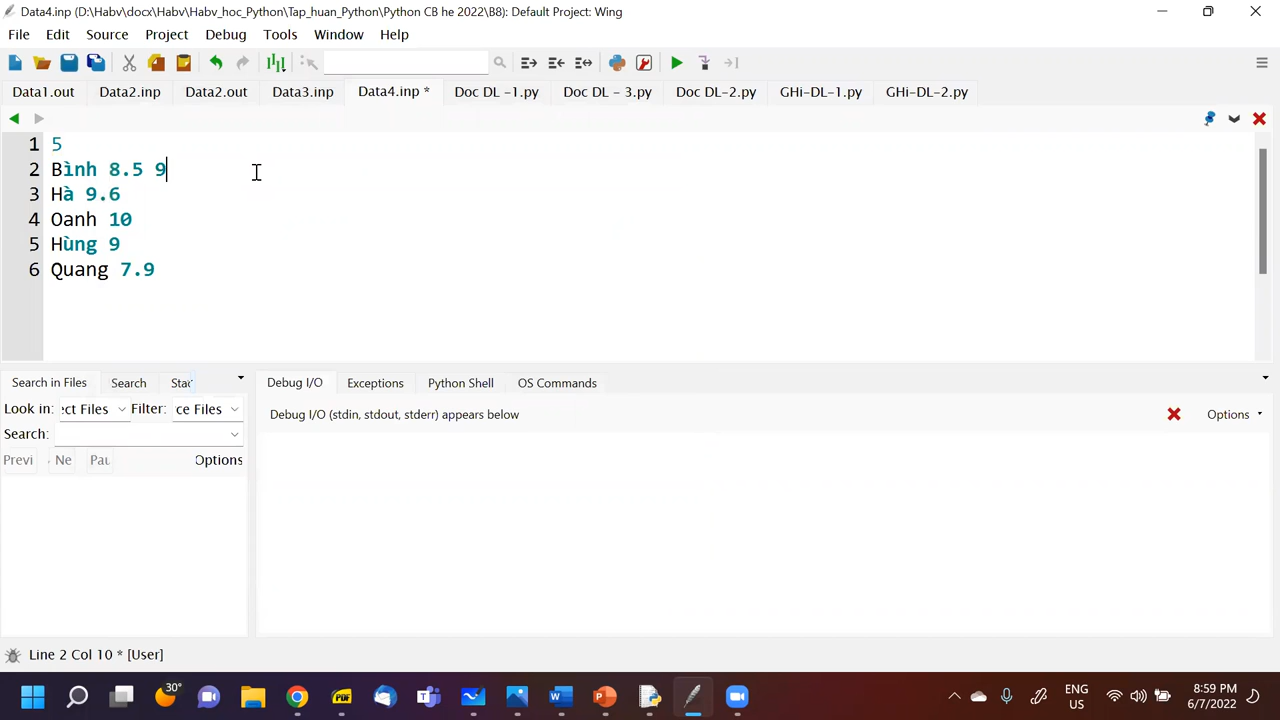 Data4.inp (D:\Habv\docx\Habv_hoc_Python\Tap_huan_Python\Python CB he 2022\B8): Default Project: Wing
File Edit Source Project Debug Tools Window Help
Data1.out Data2.inp Data2.out Data3.inp Data4.inp * Doc DL -1.py Doc DL - 3.py Doc DL-2.py GHi-DL-1.py GHi-DL-2.py
1 5
2 Bình 8.5 9
3 Hà 9.6
4 Oanh 10
5 Hùng 9
6 Quang 7.9
Search in Files Search Stac Debug I/O Exceptions Python Shell OS Commands
Look in: ect Files Filter: ce Files Debug I/O (stdin, stdout, stderr) appears below Options
Search:
Previ Ne Pau Options
Line 2 Col 10 * [User]
30° PDF ENG 8:59 PM
US 6/7/2022